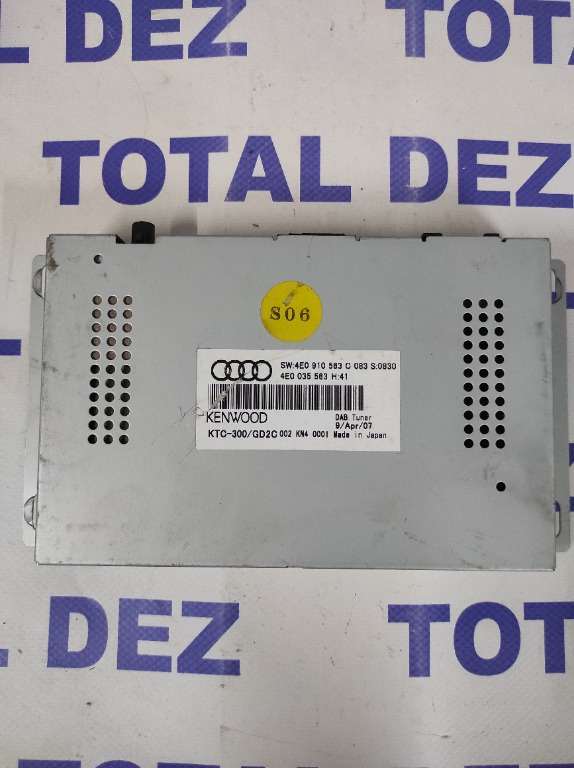 TOTAL DEZ
TOTAL
TOTAL DEZ
S06
SW:4E0 910 563 C 083 S:0830
4E0 035 563 H:41
KENWOOD
DAB Tuner
9/Apr/07
KTC-300/GD2C 002 KN4 0001 Made in Japan
DEZ
TOTAL
TOTAL DEZ